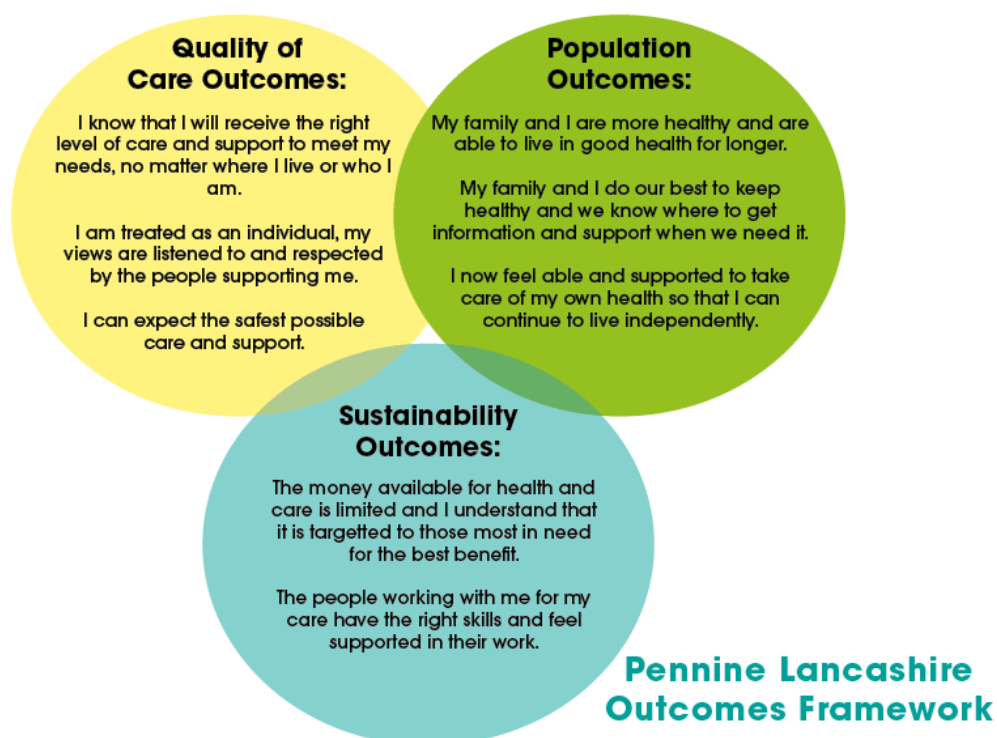 Quality of
Care Outcomes:
I know that I will receive the right
level of care and support to meet my
needs, no matter where I live or who I
am.
I am treated as an individual, my
views are listened to and respected
by the people supporting me.
I can expect the safest possible
care and support.
Population
Outcomes:
My family and I are more healthy and are
able to live in good health for longer.
My family and I do our best to keep
healthy and we know where to get
information and support when we need it.
I now feel able and supported to take
care of my own health so that I can
continue to live independently.
Sustainability
Outcomes:
The money available for health and
care is limited and I understand that
it is targetted to those most in need
for the best benefit.
The people working with me for my
care have the right skills and feel
supported in their work.
Pennine Lancashire
Outcomes Framework